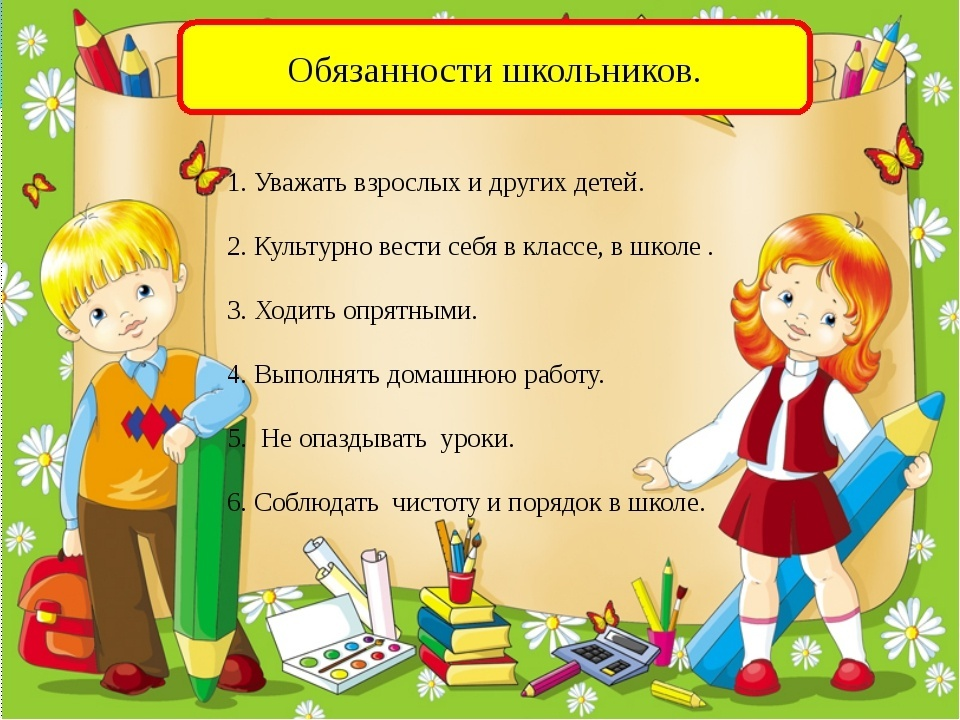 Обязанности школьников.
1. Уважать взрослых и других детей.
2. Культурно вести себя в классе, в школе .
3. Ходить опрятными.
4. Выполнять домашнюю работу.
5. Не опаздывать уроки.
6. Соблюдать чистоту и порядок в школе.